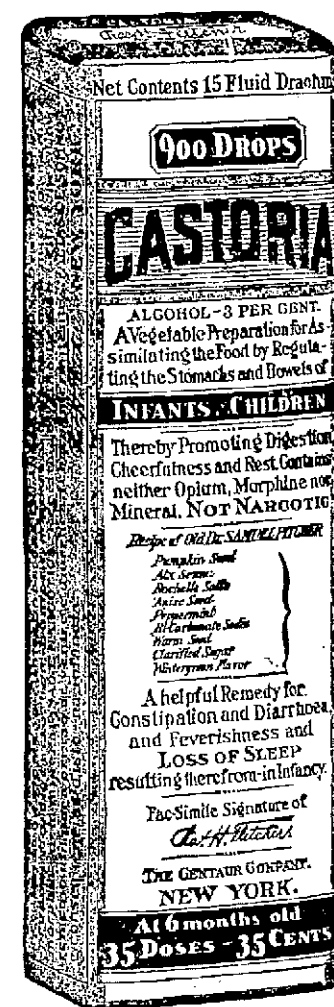 Net Contents 15 Fluid Drachm
900 DROPS
CASTORIA
ALCOHOL-3 PER CENT.
A Vegetable Preparation for As
similating the Food by Regula-
ting the Stomachs and Bowels of
INFANTS CHILDREN
Thereby Promoting Digestion
Cheerfulness and Rest. Contains
neither Opium, Morphine nor
Mineral. NOT NARCOTIC
Recipe of Old Dr. SAMUEL PITCHER
Pumpkin Seed
Alx Senna
Rochelle Salts
Anise Seed
Peppermint
Bi Carbonate Soda
Worm Seed
Clarified Sugar
Wintergreen Flavor
A helpful Remedy for
Constipation and Diarrhoea
and Feverishness and
LOSS OF SLEEP
resulting therefrom-in Infancy.
Fac-Simile Signature of
Chas. H. Fletcher.
THE CENTAUR COMPANY.
NEW YORK.
At 6 months old
35 DOSES - 35 CENTS